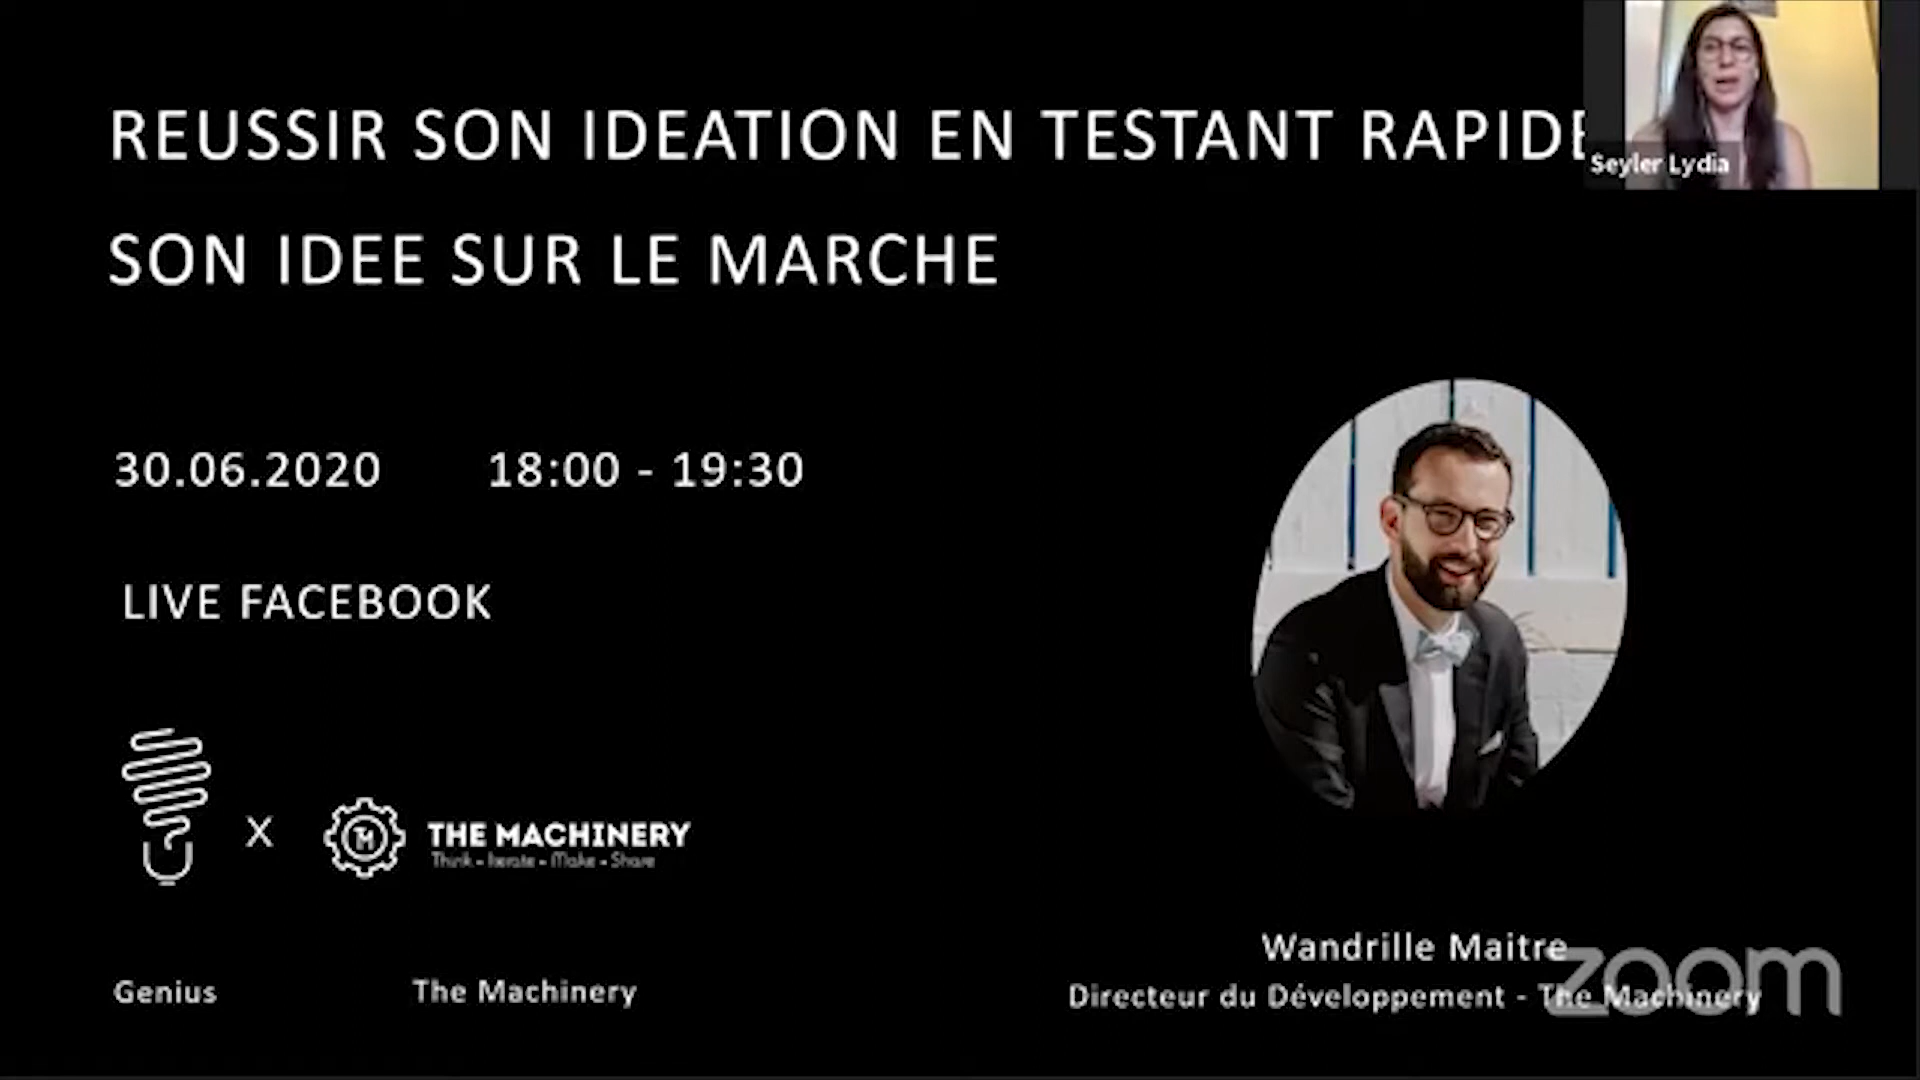 REUSSIR SON IDEATION EN TESTANT RAPIDE
Seyler Lydia
SON IDEE SUR LE MARCHE
30.06.2020 18:00 - 19:30
LIVE FACEBOOK
X
TM
THE MACHINERY
Think - Iterate - Make - Share
Wandrille Maitre
Genius The Machinery
Directeur du Développement - The Machinery
zoom